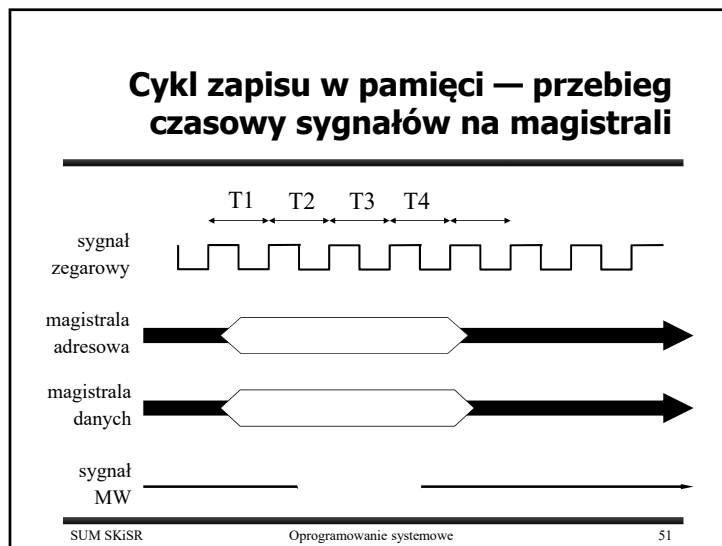 Cykl zapisu w pamięci — przebieg
czasowy sygnałów na magistrali
T1 T2 T3 T4
sygnał
zegarowy
magistrala
adresowa
magistrala
danych
sygnał
MW
SUM SKiSR Oprogramowanie systemowe 51